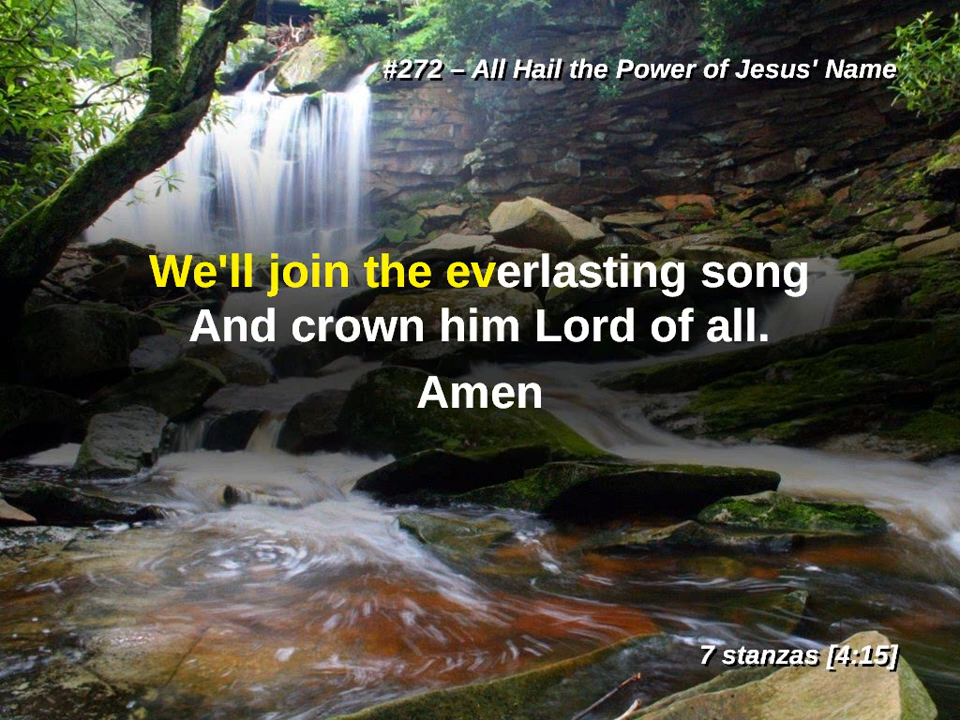 #272 – All Hail the Power of Jesus' Name
We'll join the everlasting song
And crown him Lord of all.
Amen
7 stanzas [4:15]